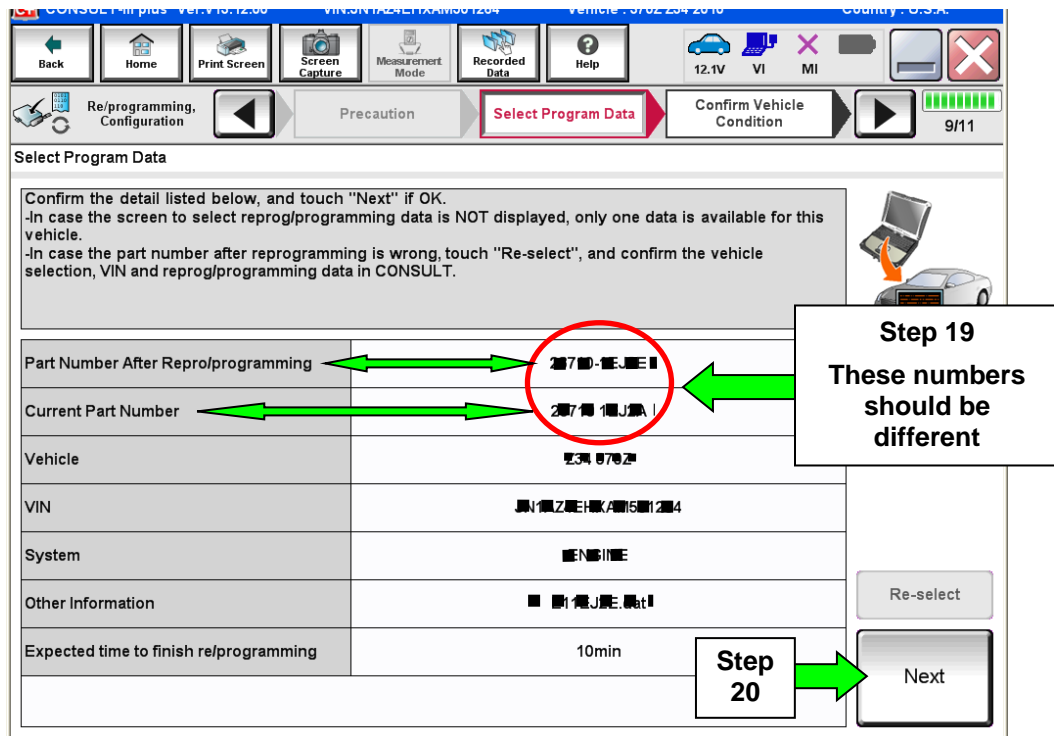 Back
Home
Print Screen
Screen
Capture
Measurement
Mode
Recorded
Data
Help
12.1V VI MI
Re/programming,
Configuration
Precaution
Select Program Data
Confirm Vehicle
Condition
9/11
Select Program Data
Confirm the detail listed below, and touch "Next" if OK.
-In case the screen to select reprog/programming data is NOT displayed, only one data is available for this
vehicle.
-In case the part number after reprogramming is wrong, touch "Re-select", and confirm the vehicle
selection, VIN and reprog/programming data in CONSULT.
Step 19
These numbers
should be
different
Part Number After Repro/programming
Current Part Number
Vehicle
VIN
System
Other Information
Expected time to finish re/programming 10min
Re-select
Step
20
Next